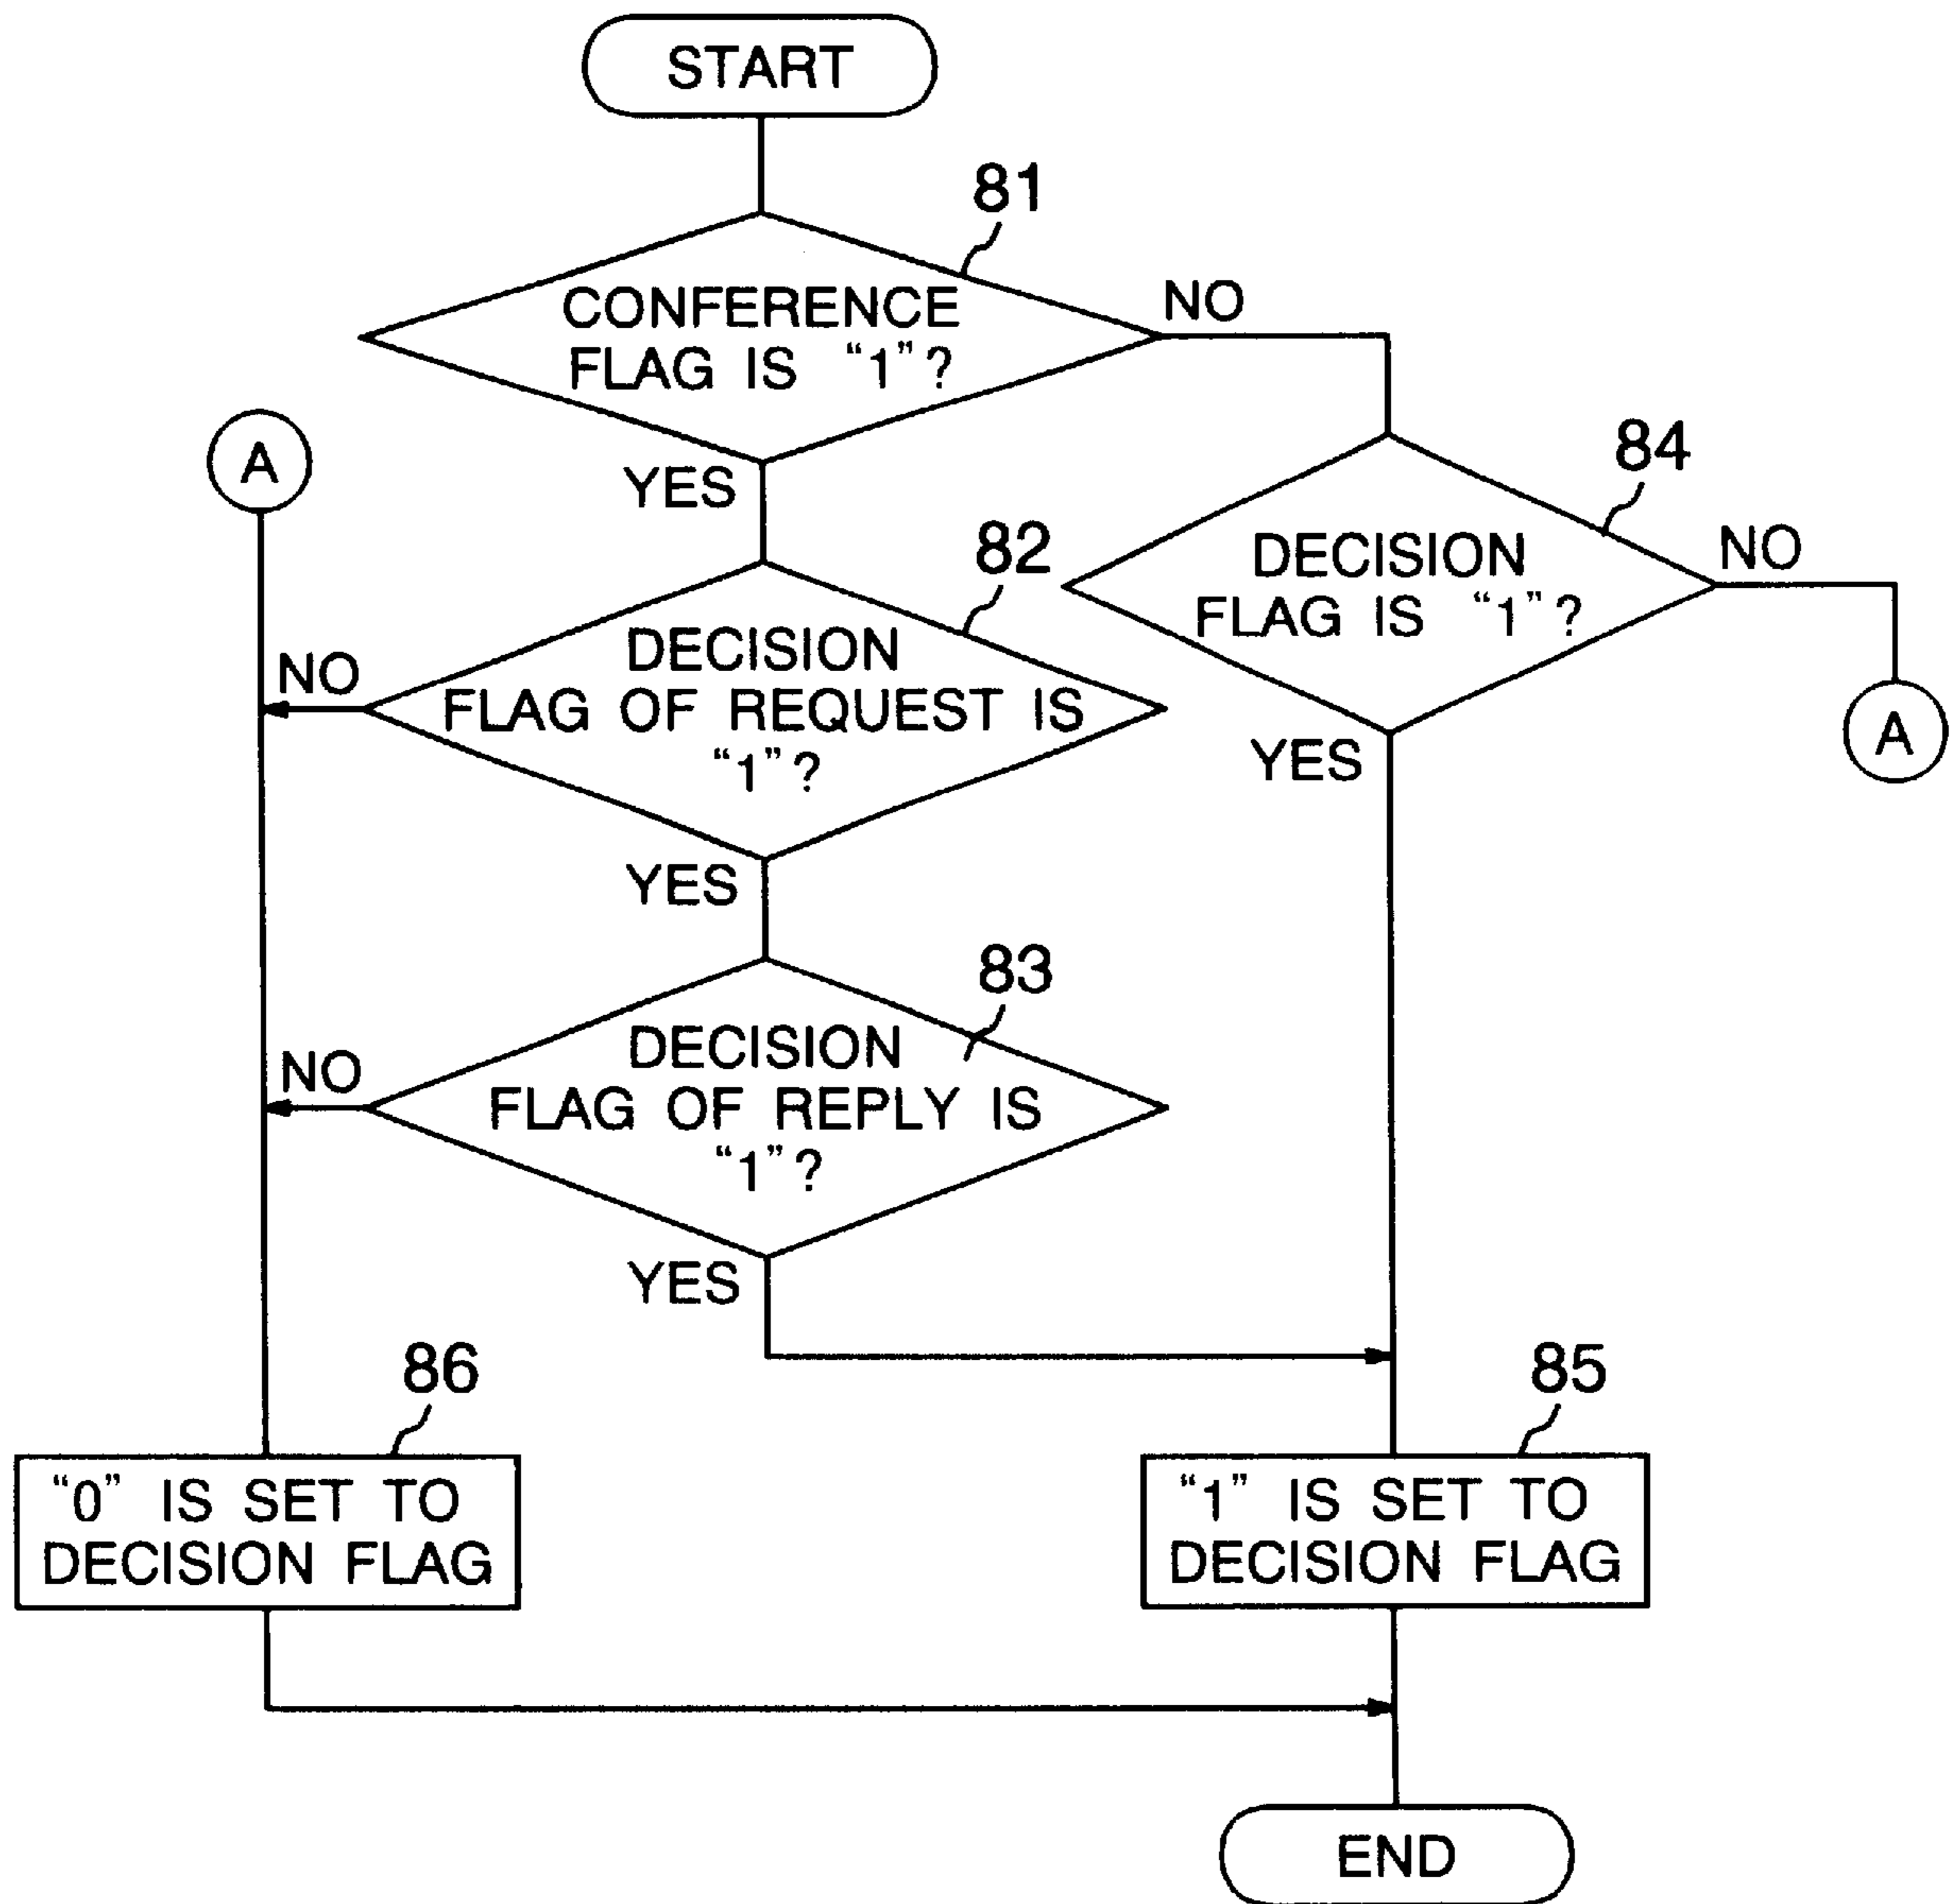 START
81
CONFERENCE
FLAG IS “1”?
NO
YES
A
84
DECISION
FLAG IS “1”?
NO
YES
A
82
DECISION
FLAG OF REQUEST IS
“1”?
NO
YES
83
DECISION
FLAG OF REPLY IS
“1”?
NO
YES
86
“0” IS SET TO
DECISION FLAG
85
“1” IS SET TO
DECISION FLAG
END